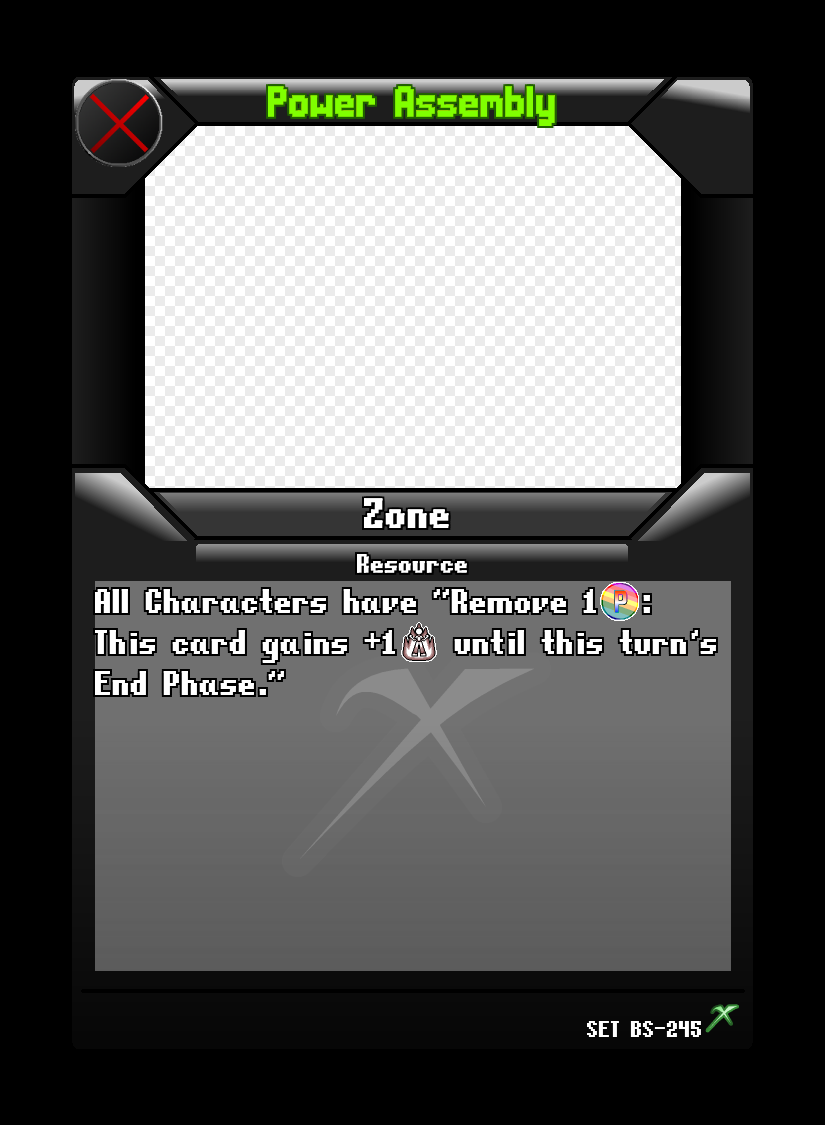 Power Assembly
Zone
Resource
All Characters have "Remove 1 P:
This card gains +1 A until this turn's
End Phase."
SET BS-245